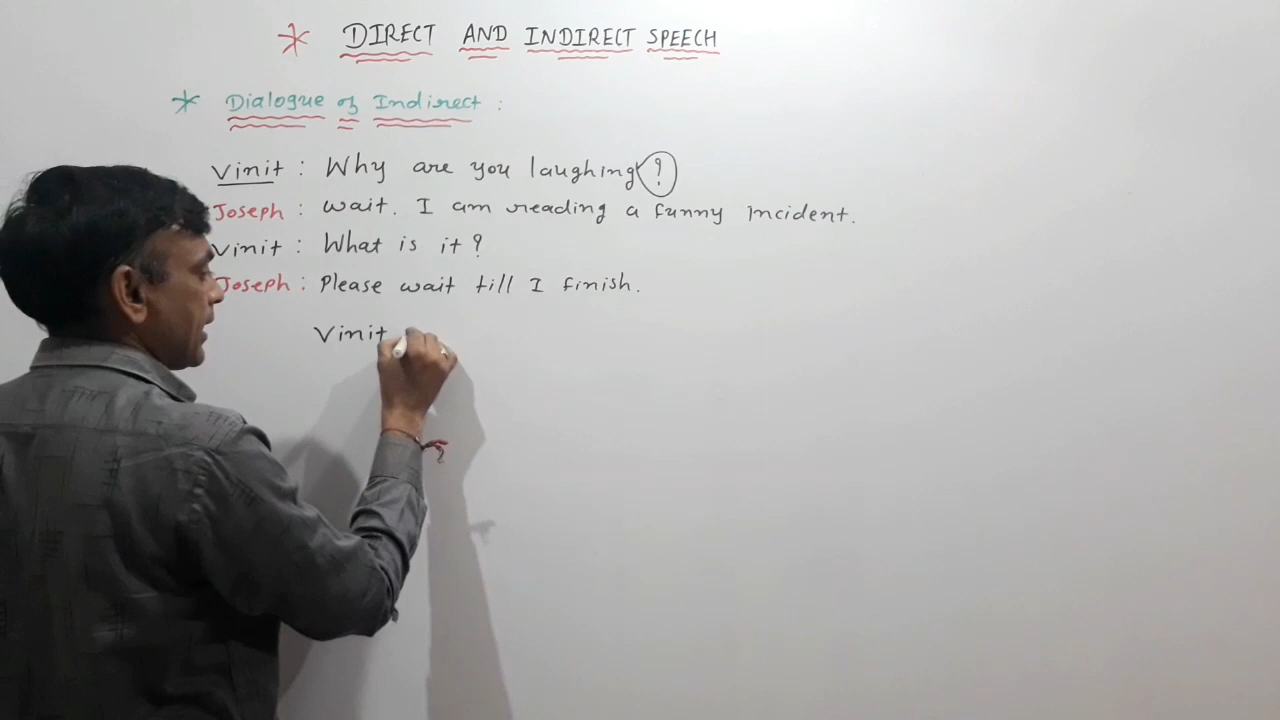 * DIRECT AND INDIRECT SPEECH
* Dialogue of Indirect :
Vinit : Why are you laughing ?
Joseph : wait. I am reading a funny incident.
Vinit : What is it ?
Joseph : Please wait till I finish.
Vinit